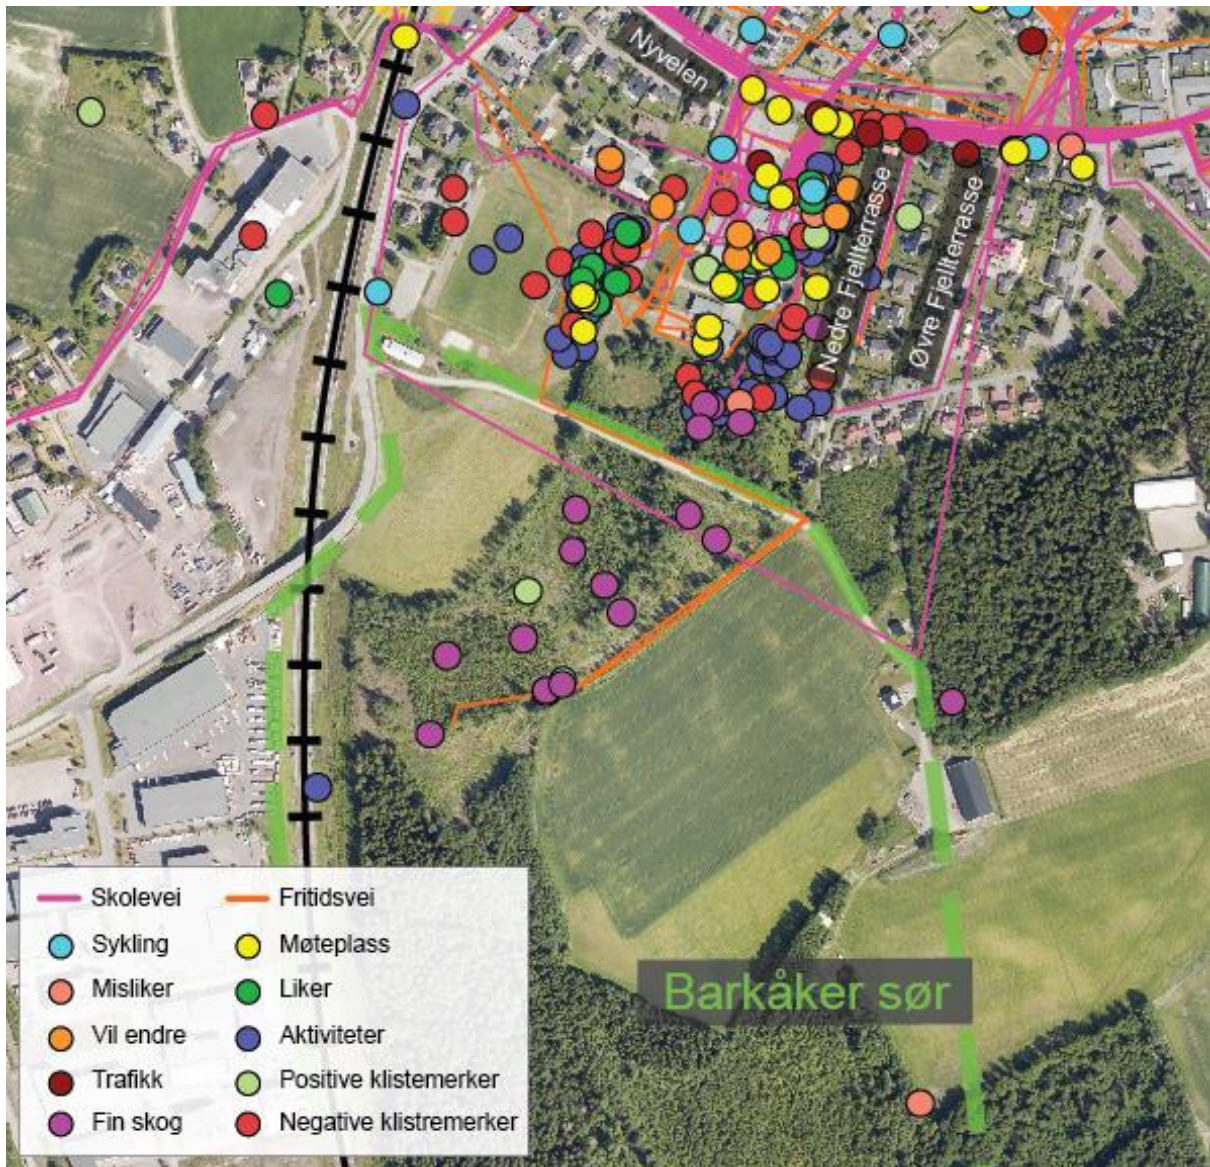 Nyveien
Nedre Fjellterrasse
Øvre Fjellterrasse
Barkåker sør
Skolevei
Fritidsvei
Sykling
Møteplass
Misliker
Liker
Vil endre
Aktiviteter
Trafikk
Positive klistemerker
Fin skog
Negative klistremerker